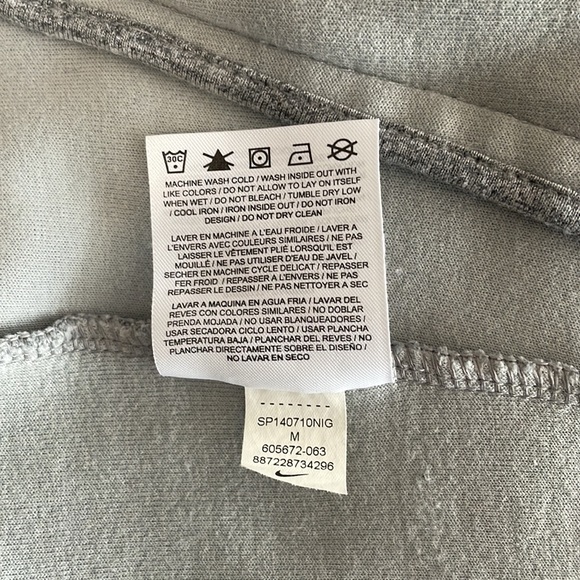 30C
MACHINE WASH COLD / WASH INSIDE OUT WITH
LIKE COLORS / DO NOT ALLOW TO LAY ON ITSELF
WHEN WET / DO NOT BLEACH / TUMBLE DRY LOW
/ COOL IRON / IRON INSIDE OUT / DO NOT IRON
DESIGN / DO NOT DRY CLEAN
LAVER EN MACHINE A L'EAU FROIDE / LAVER A
L'ENVERS AVEC COULEURS SIMILAIRES / NE PAS
LAISSER LE VÊTEMENT PLIÉ LORSQU'IL EST
MOUILLÉ / NE PAS UTILISER D'EAU DE JAVEL /
SECHER EN MACHINE CYCLE DELICAT / REPASSER
FER FROID / REPASSER A L'ENVERS / NE PAS
REPASSER LE DESSIN / NE PAS NETTOYER A SEC
LAVAR A MAQUINA EN AGUA FRIA / LAVAR DEL
REVES CON COLORES SIMILARES / NO DOBLAR
PRENDA MOJADA / NO USAR BLANQUEADORES /
USAR SECADORA CICLO LENTO / USAR PLANCHA
TEMPERATURA BAJA / PLANCHAR DEL REVES / NO
PLANCHAR DIRECTAMENTE SOBRE EL DISEÑO /
NO LAVAR EN SECO
SP140710NIG
M
605672-063
887228734296